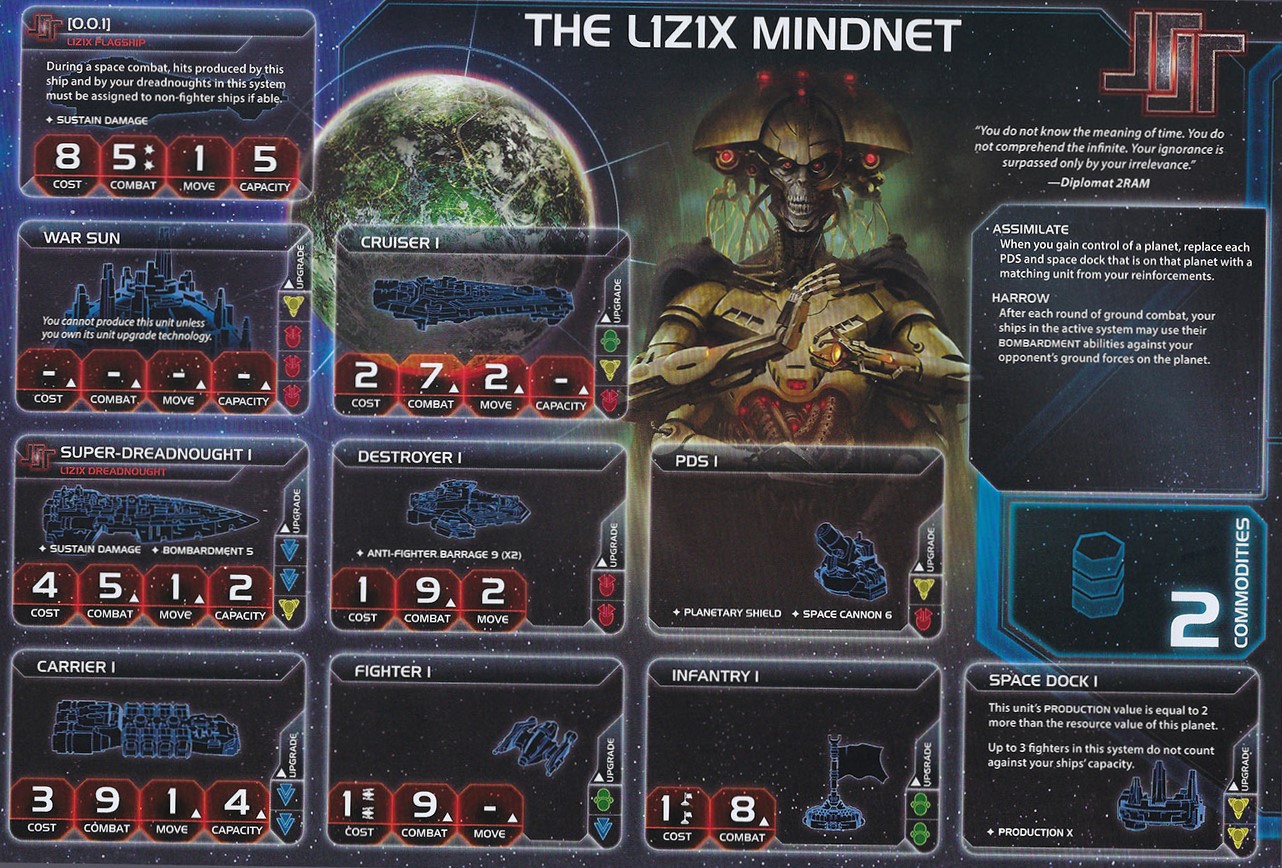 THE L1Z1X MINDNET
[0.0.1]
L1Z1X FLAGSHIP
During a space combat, hits produced by this
ship and by your dreadnoughts in this system
must be assigned to non-fighter ships if able.
SUSTAIN DAMAGE
8 5 1 5
COST COMBAT MOVE CAPACITY
"You do not know the meaning of time. You do
not comprehend the infinite. Your ignorance is
surpassed only by your irrelevance."
—Diplomat 2RAM
ASSIMILATE
When you gain control of a planet, replace each
PDS and space dock that is on that planet with a
matching unit from your reinforcements.
HARROW
After each round of ground combat, your
ships in the active system may use their
BOMBARDMENT abilities against your
opponent's ground forces on the planet.
WAR SUN
UPGRADE
You cannot produce this unit unless
you own its unit upgrade technology.
- - - -
COST COMBAT MOVE CAPACITY
CRUISER I
UPGRADE
2 7 2 -
COST COMBAT MOVE CAPACITY
SUPER-DREADNOUGHT I
L1Z1X DREADNOUGHT
UPGRADE
SUSTAIN DAMAGE BOMBARDMENT 5
4 5 1 2
COST COMBAT MOVE CAPACITY
DESTROYER I
UPGRADE
ANTI-FIGHTER BARRAGE 9 (X2)
1 9 2
COST COMBAT MOVE
PDS I
UPGRADE
PLANETARY SHIELD SPACE CANNON 6
2
COMMODITIES
CARRIER I
UPGRADE
3 9 1 4
COST COMBAT MOVE CAPACITY
FIGHTER I
UPGRADE
1 9 -
COST COMBAT MOVE
INFANTRY I
UPGRADE
1 8
COST COMBAT
SPACE DOCK I
This unit's PRODUCTION value is equal to 2
more than the resource value of this planet.
Up to 3 fighters in this system do not count
against your ships' capacity.
UPGRADE
PRODUCTION X